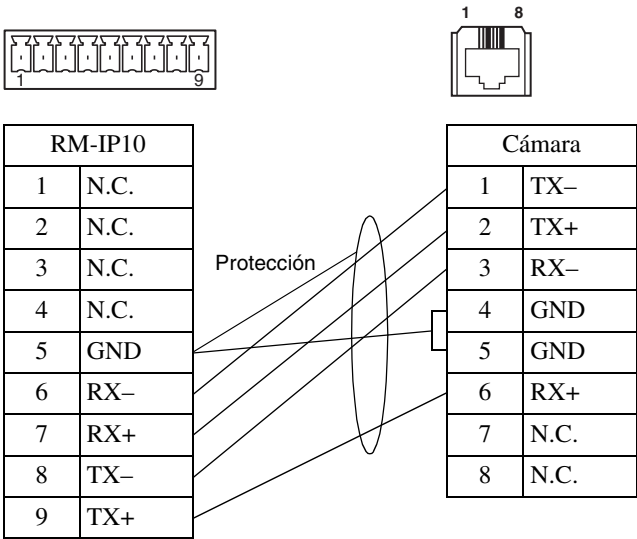 1 9
1 8
RM-IP10
1 N.C.
2 N.C.
3 N.C.
4 N.C.
5 GND
6 RX–
7 RX+
8 TX–
9 TX+
Protección
Cámara
1 TX–
2 TX+
3 RX–
4 GND
5 GND
6 RX+
7 N.C.
8 N.C.